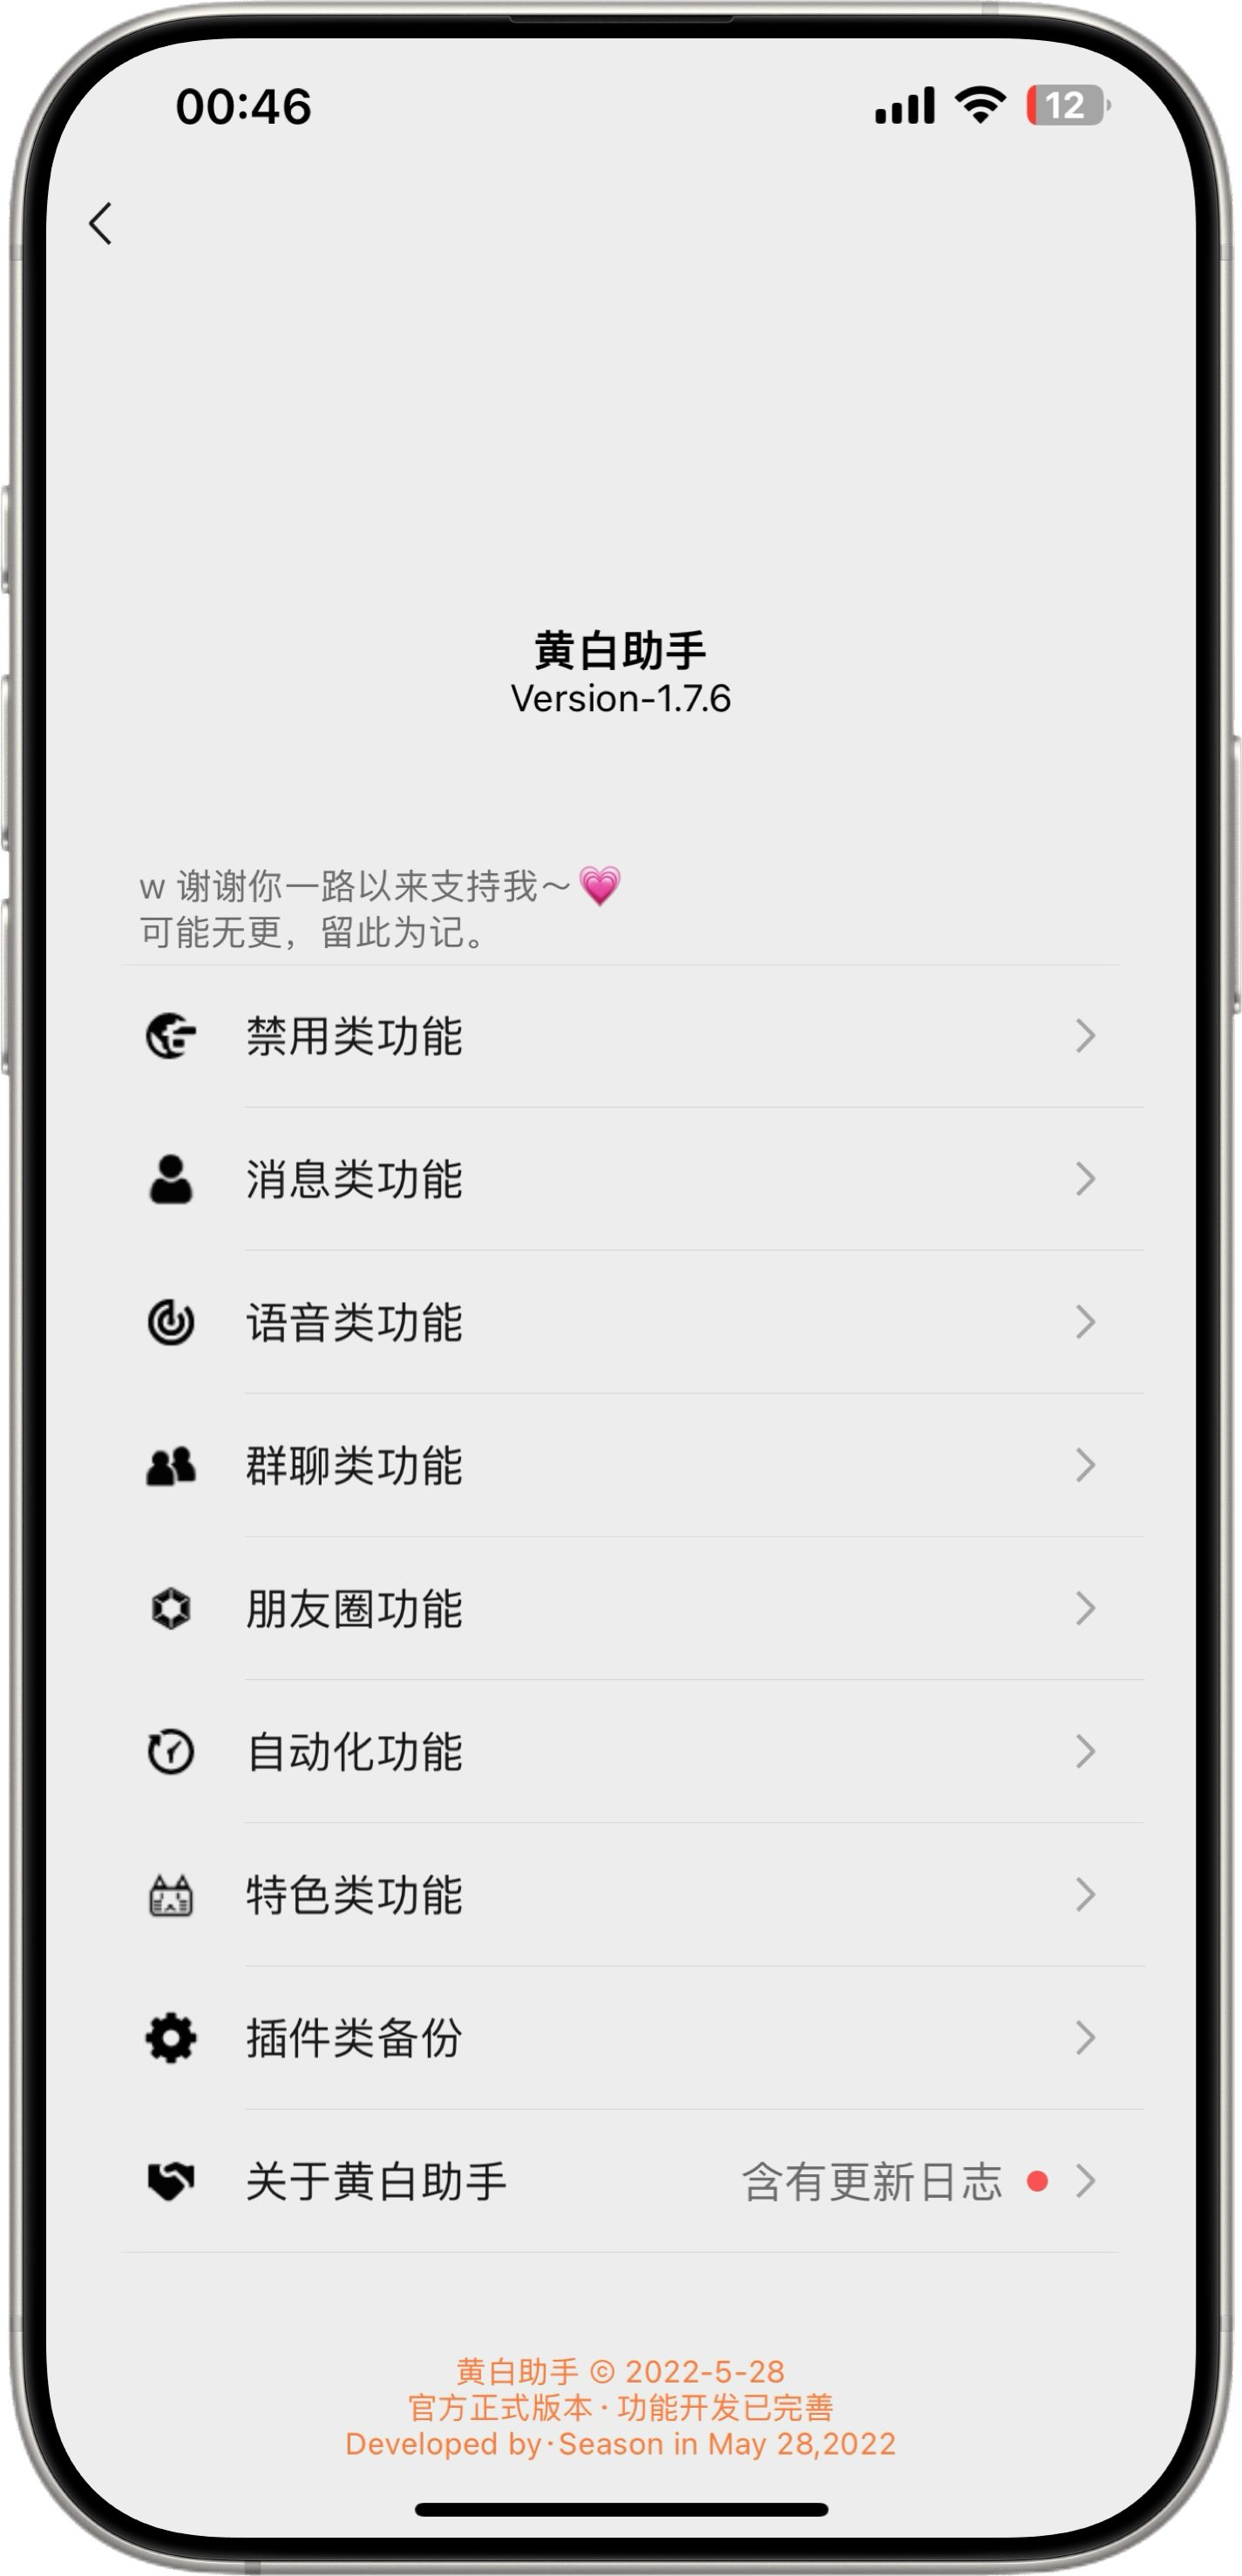 00:46
12
黄白助手
Version-1.7.6
w 谢谢你一路以来支持我～💗
可能无更，留此为记。
禁用类功能
消息类功能
语音类功能
群聊类功能
朋友圈功能
自动化功能
特色类功能
插件类备份
关于黄白助手 含有更新日志
黄白助手 © 2022-5-28
官方正式版本 · 功能开发已完善
Developed by·Season in May 28,2022